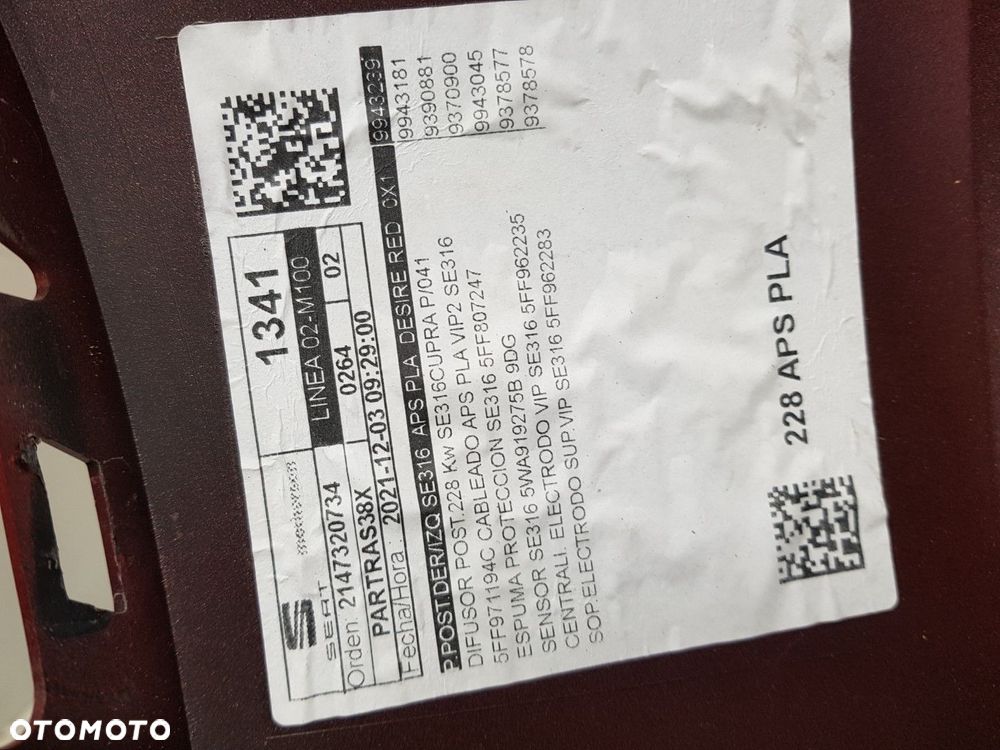 1341
SEAT
LINEA 02-M100
Orden: 2147320734
0264
02
PARTRAS38X
Fecha/Hora: 2021-12-03 09:29:00
P.POST.DER/IZQ SE316 APS PLA DESIRE RED 0X1 9943239
DIFUSOR POST.228 Kw SE316CUPRA P/041 9943181
5FF971194C CABLEADO APS PLA VIP2 SE316 9390881
ESPUMA PROTECCION SE316 5FF807247 9370900
SENSOR SE316 5WA919275B 9DG 9943045
CENTRALI. ELECTRODO VIP SE316 5FF962235 9378577
SOP.ELECTRODO SUP.VIP SE316 5FF962283 9378578
228 APS PLA
OTOMOTO